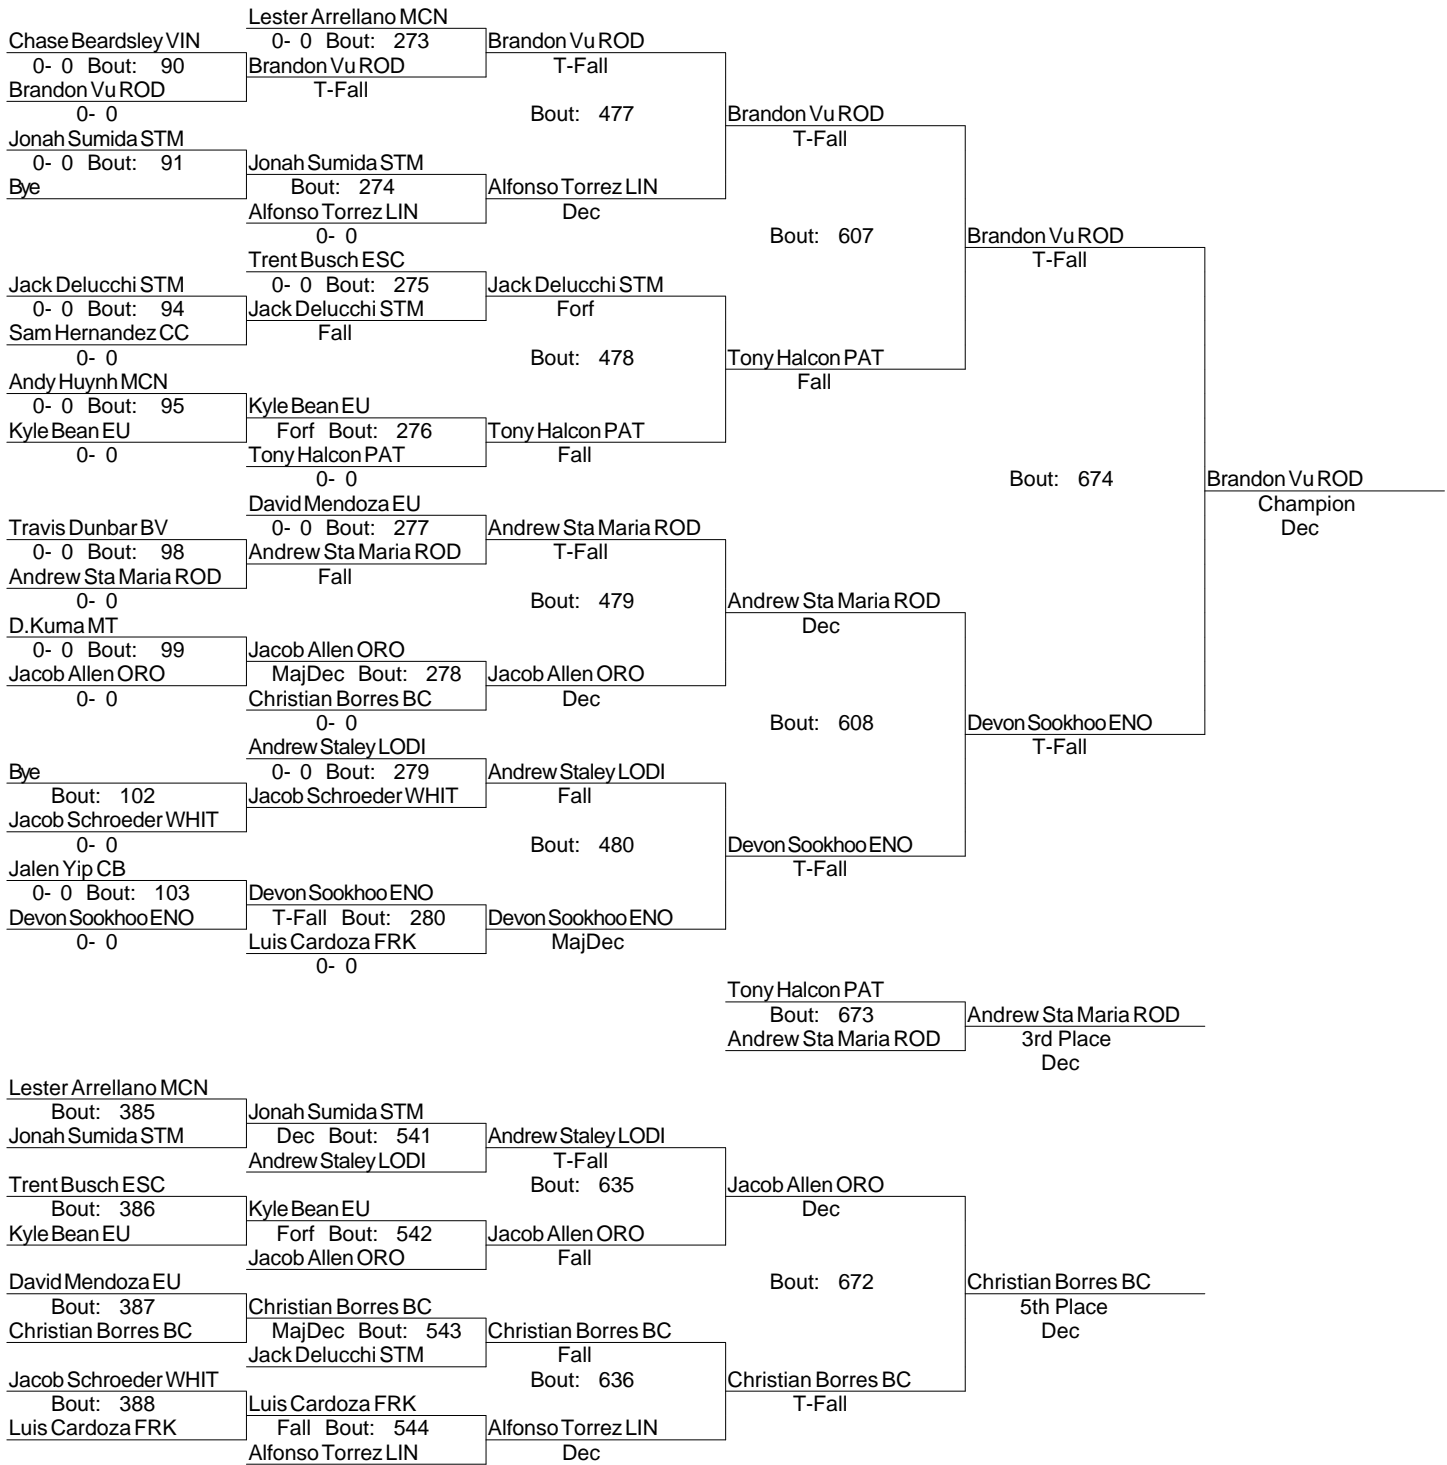 Lester Arrellano MCN
Chase Beardsley VIN
0- 0 Bout: 273
Brandon Vu ROD
0- 0 Bout: 90
Brandon Vu ROD
T-Fall
Brandon Vu ROD
T-Fall
0- 0
Bout: 477
Brandon Vu ROD
Jonah Sumida STM
T-Fall
0- 0 Bout: 91
Jonah Sumida STM
Bye
Bout: 274
Alfonso Torrez LIN
Alfonso Torrez LIN
Dec
0- 0
Bout: 607
Brandon Vu ROD
Trent Busch ESC
T-Fall
Jack Delucchi STM
0- 0 Bout: 275
Jack Delucchi STM
0- 0 Bout: 94
Jack Delucchi STM
Forf
Sam Hernandez CC
Fall
0- 0
Bout: 478
Tony Halcon PAT
Andy Huynh MCN
Fall
0- 0 Bout: 95
Kyle Bean EU
Kyle Bean EU
Forf Bout: 276
Tony Halcon PAT
0- 0
Tony Halcon PAT
Fall
0- 0
Bout: 674
Brandon Vu ROD
David Mendoza EU
Champion
Travis Dunbar BV
0- 0 Bout: 277
Andrew Sta Maria ROD
Dec
0- 0 Bout: 98
Andrew Sta Maria ROD
T-Fall
Andrew Sta Maria ROD
Fall
0- 0
Bout: 479
Andrew Sta Maria ROD
D.Kuma MT
Dec
0- 0 Bout: 99
Jacob Allen ORO
Jacob Allen ORO
MajDec Bout: 278
Jacob Allen ORO
0- 0
Christian Borres BC
Dec
0- 0
Bout: 608
Devon Sookhoo ENO
Andrew Staley LODI
T-Fall
Bye
0- 0 Bout: 279
Andrew Staley LODI
Bout: 102
Jacob Schroeder WHIT
Fall
Jacob Schroeder WHIT
0- 0
Bout: 480
Devon Sookhoo ENO
Jalen Yip CB
T-Fall
0- 0 Bout: 103
Devon Sookhoo ENO
Devon Sookhoo ENO
T-Fall Bout: 280
Devon Sookhoo ENO
0- 0
Luis Cardoza FRK
MajDec
0- 0
Tony Halcon PAT
Bout: 673
Andrew Sta Maria ROD
Andrew Sta Maria ROD
3rd Place
Dec
Lester Arrellano MCN
Bout: 385
Jonah Sumida STM
Jonah Sumida STM
Dec Bout: 541
Andrew Staley LODI
Andrew Staley LODI
T-Fall
Trent Busch ESC
Bout: 635
Jacob Allen ORO
Bout: 386
Kyle Bean EU
Dec
Kyle Bean EU
Forf Bout: 542
Jacob Allen ORO
Jacob Allen ORO
Fall
David Mendoza EU
Bout: 672
Christian Borres BC
Bout: 387
Christian Borres BC
5th Place
Christian Borres BC
MajDec Bout: 543
Christian Borres BC
Dec
Jack Delucchi STM
Fall
Jacob Schroeder WHIT
Bout: 636
Christian Borres BC
Bout: 388
Luis Cardoza FRK
T-Fall
Luis Cardoza FRK
Fall Bout: 544
Alfonso Torrez LIN
Alfonso Torrez LIN
Dec